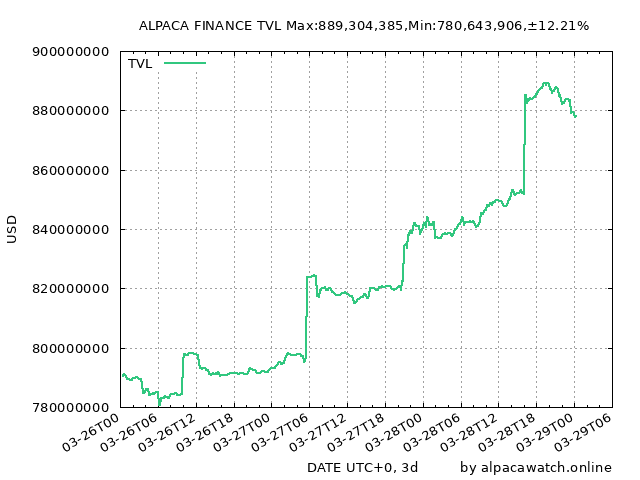 ALPACA FINANCE TVL Max:889,304,385,Min:780,643,906,±12.21%
TVL
900000000
880000000
860000000
840000000
820000000
800000000
780000000
USD
03-26T00
03-26T06
03-26T12
03-26T18
03-27T00
03-27T06
03-27T12
03-27T18
03-28T00
03-28T06
03-28T12
03-28T18
03-29T00
03-29T06
DATE UTC+0, 3d
by alpacawatch.online